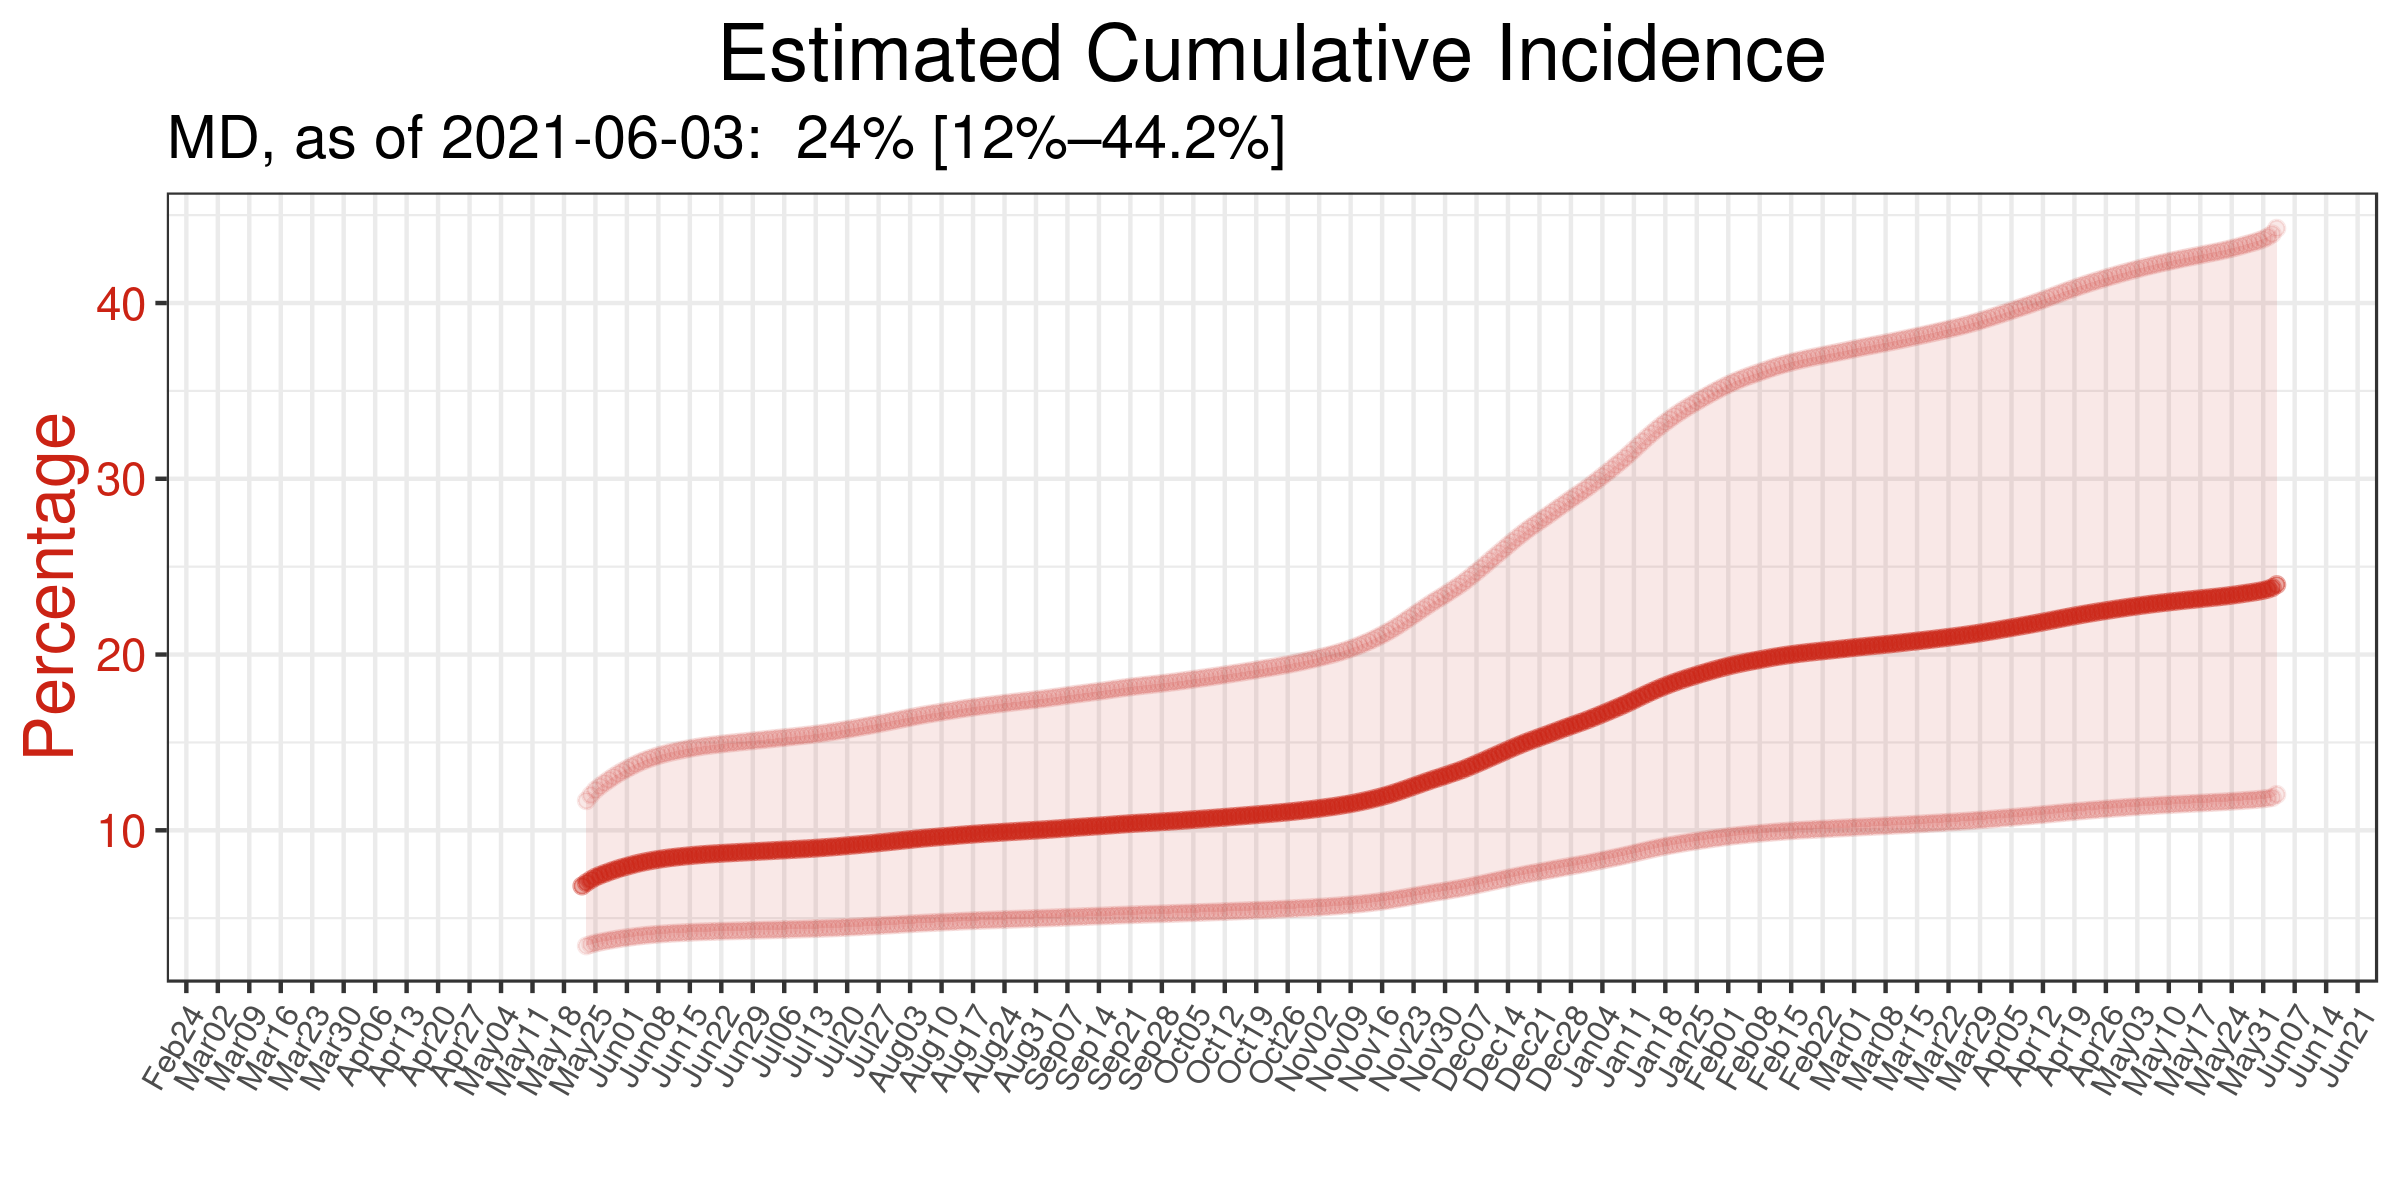 Estimated Cumulative Incidence
MD, as of 2021-06-03:  24% [12%–44.2%]
Percentage
40
30
20
10
Feb24
Mar02
Mar09
Mar16
Mar23
Mar30
Apr06
Apr13
Apr20
Apr27
May04
May11
May18
May25
Jun01
Jun08
Jun15
Jun22
Jun29
Jul06
Jul13
Jul20
Jul27
Aug03
Aug10
Aug17
Aug24
Aug31
Sep07
Sep14
Sep21
Sep28
Oct05
Oct12
Oct19
Oct26
Nov02
Nov09
Nov16
Nov23
Nov30
Dec07
Dec14
Dec21
Dec28
Jan04
Jan11
Jan18
Jan25
Feb01
Feb08
Feb15
Feb22
Mar01
Mar08
Mar15
Mar22
Mar29
Apr05
Apr12
Apr19
Apr26
May03
May10
May17
May24
May31
Jun07
Jun14
Jun21